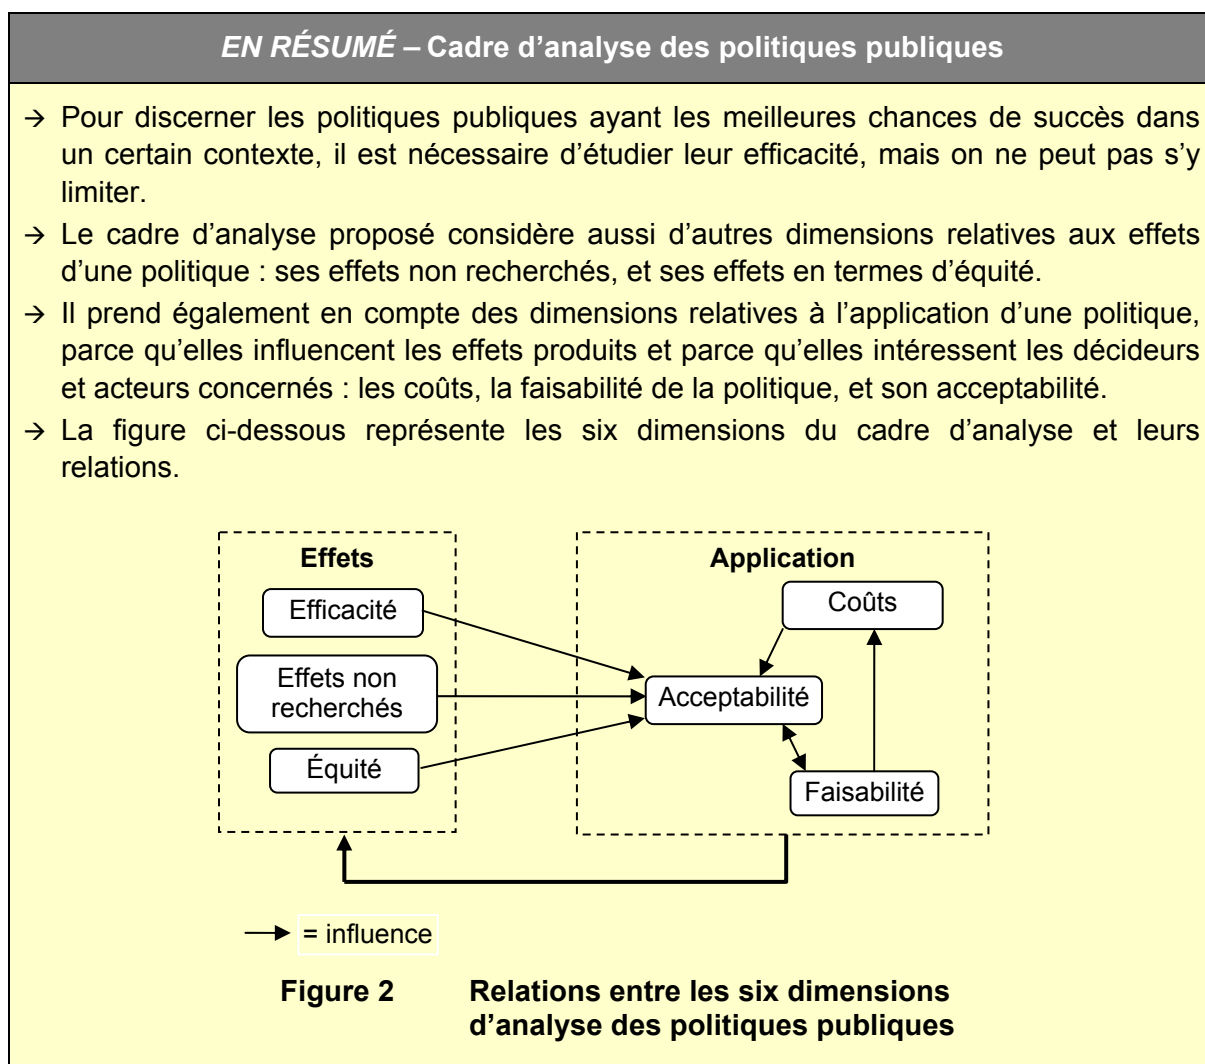 EN RÉSUMÉ – Cadre d’analyse des politiques publiques
→ Pour discerner les politiques publiques ayant les meilleures chances de succès dans
un certain contexte, il est nécessaire d’étudier leur efficacité, mais on ne peut pas s’y
limiter.
→ Le cadre d’analyse proposé considère aussi d’autres dimensions relatives aux effets
d’une politique : ses effets non recherchés, et ses effets en termes d’équité.
→ Il prend également en compte des dimensions relatives à l’application d’une politique,
parce qu’elles influencent les effets produits et parce qu’elles intéressent les décideurs
et acteurs concernés : les coûts, la faisabilité de la politique, et son acceptabilité.
→ La figure ci-dessous représente les six dimensions du cadre d’analyse et leurs
relations.
Effets
Efficacité
Effets non
recherchés
Équité
Application
Coûts
Acceptabilité
Faisabilité
= influence
Figure 2 Relations entre les six dimensions
d’analyse des politiques publiques